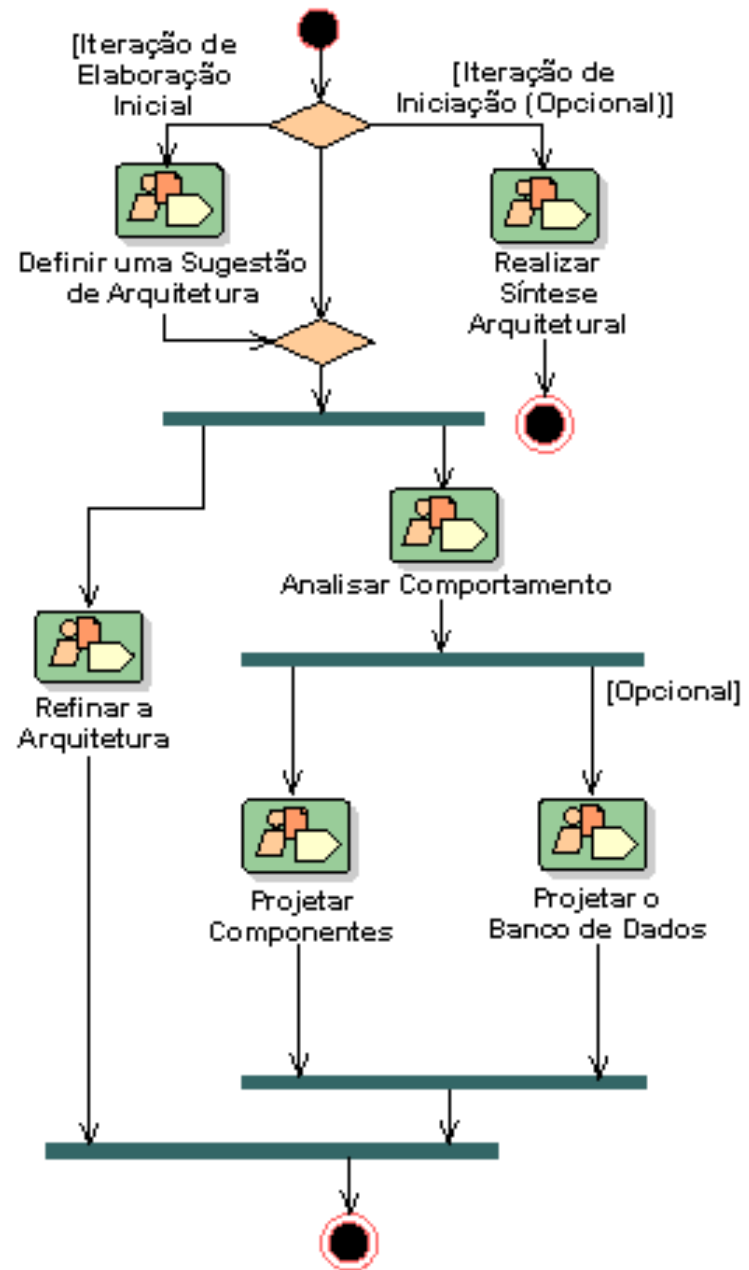 [Iteração de
Elaboração
Inicial
[Iteração de
Iniciação (Opcional)]
Definir uma Sugestão
de Arquitetura
Realizar
Síntese
Arquitetural
Analisar Comportamento
Refinar a
Arquitetura
[Opcional]
Projetar
Componentes
Projetar o
Banco de Dados